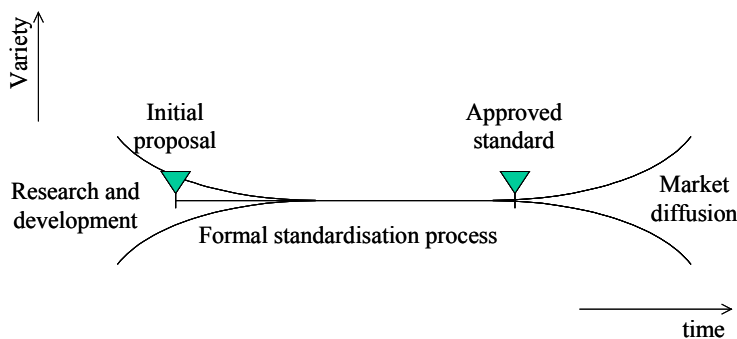 Variety
Initial
proposal
Approved
standard
Research and
development
Market
diffusion
Formal standardisation process
time